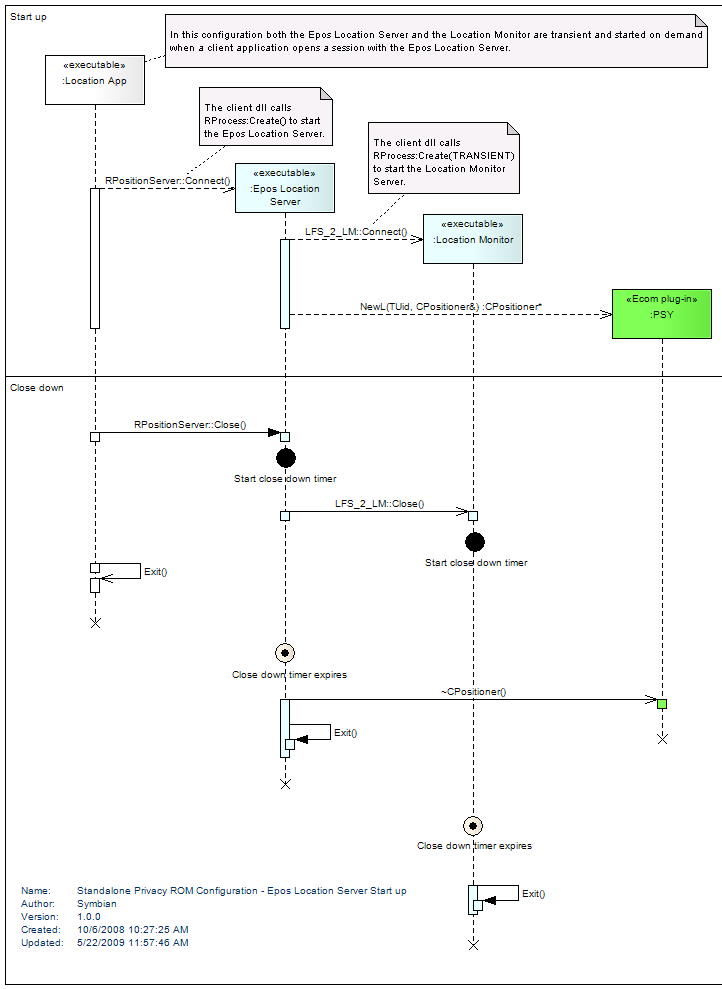 Start up
In this configuration both the Epos Location Server and the Location Monitor are transient and started on demand
when a client application opens a session with the Epos Location Server.
«executable»
:Location App
The client dll calls
RProcess:Create() to start
the Epos Location Server.
The client dll calls
RProcess:Create(TRANSIENT)
to start the Location Monitor
Server.
RPositionServer::Connect()
«executable»
:Epos Location
Server
LFS_2_LM::Connect()
«executable»
:Location Monitor
NewL(TUid, CPositioner&) :CPositioner*
«Ecom plug-in»
:PSY
Close down
RPositionServer::Close()
Start close down timer
LFS_2_LM::Close()
Start close down timer
Exit()
Close down timer expires
~CPositioner()
Exit()
Close down timer expires
Exit()
Name: Standalone Privacy ROM Configuration - Epos Location Server Start up
Author: Symbian
Version: 1.0.0
Created: 10/6/2008 10:27:25 AM
Updated: 5/22/2009 11:57:46 AM